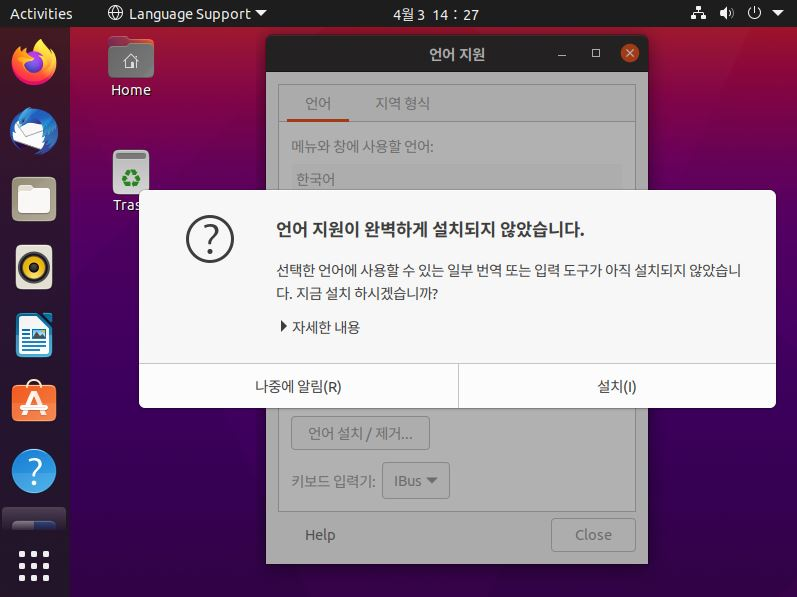 Activities
Language Support
4월 3 14 : 27
Home
언어 지원
언어
지역 형식
메뉴와 창에 사용할 언어:
한국어
Tras
?
언어 지원이 완벽하게 설치되지 않았습니다.
선택한 언어에 사용할 수 있는 일부 번역 또는 입력 도구가 아직 설치되지 않았습니
다. 지금 설치 하시겠습니까?
자세한 내용
나중에 알림(R)
설치(I)
언어 설치 / 제거...
키보드 입력기:
IBus
?
Help
Close